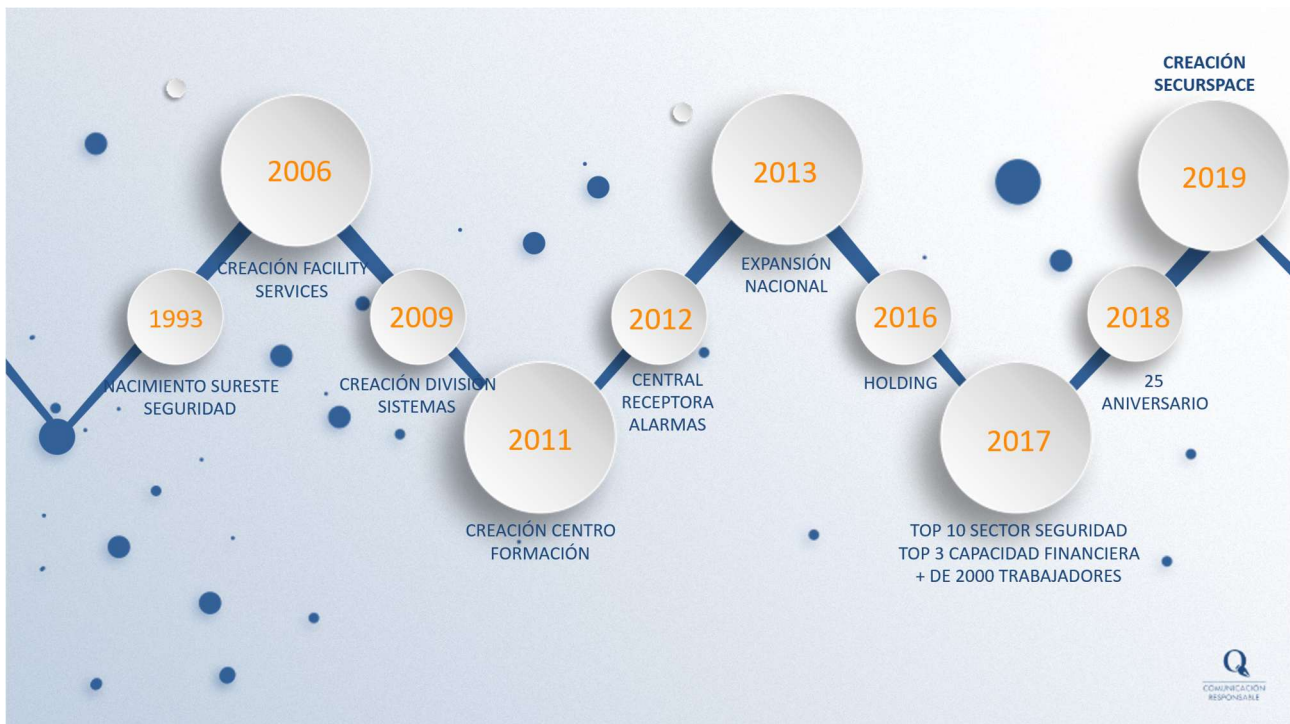 1993
NACIMIENTO SURESTE
SEGURIDAD
2006
CREACIÓN FACILITY
SERVICES
2009
CREACIÓN DIVISIÓN
SISTEMAS
2011
CREACIÓN CENTRO
FORMACIÓN
2012
CENTRAL
RECEPTORA
ALARMAS
2013
EXPANSIÓN
NACIONAL
2016
HOLDING
2017
TOP 10 SECTOR SEGURIDAD
TOP 3 CAPACIDAD FINANCIERA
+ DE 2000 TRABAJADORES
2018
25
ANIVERSARIO
CREACIÓN
SECURSPACE
2019
Q
COMUNICACIÓN
RESPONSABLE